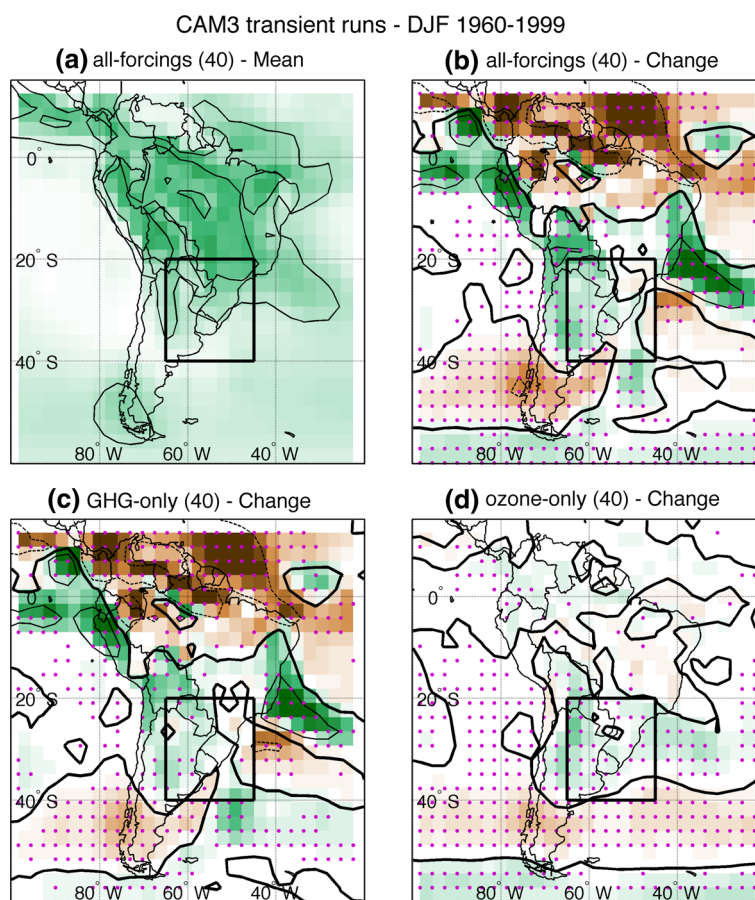 CAM3 transient runs - DJF 1960-1999
(a) all-forcings (40) - Mean
(b) all-forcings (40) - Change
0°
20° S
40° S
80° W
60° W
40° W
0°
20° S
40° S
80° W
60° W
40° W
(c) GHG-only (40) - Change
(d) ozone-only (40) - Change
0°
20° S
40° S
80° W
60° W
40° W
0°
20° S
40° S
80° W
60° W
40° W